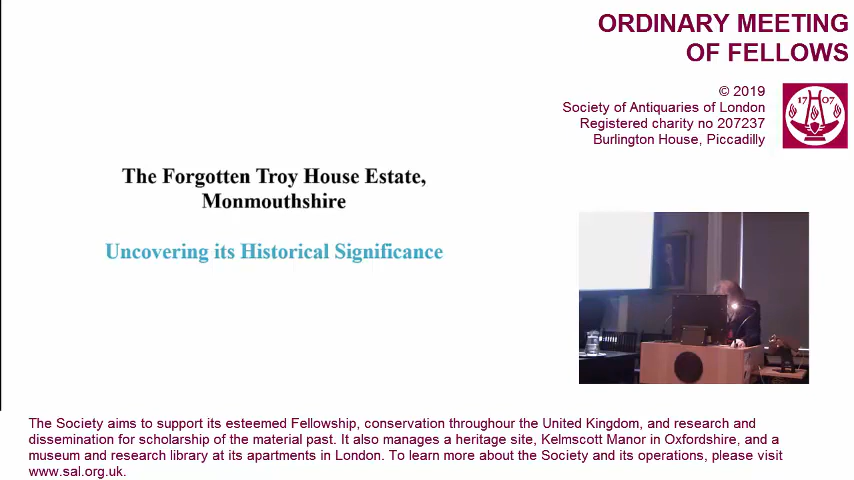 ORDINARY MEETING
OF FELLOWS
© 2019
Society of Antiquaries of London
Registered charity no 207237
Burlington House, Piccadilly
17 07
The Forgotten Troy House Estate,
Monmouthshire
Uncovering its Historical Significance
The Society aims to support its esteemed Fellowship, conservation throughour the United Kingdom, and research and
dissemination for scholarship of the material past. It also manages a heritage site, Kelmscott Manor in Oxfordshire, and a
museum and research library at its apartments in London. To learn more about the Society and its operations, please visit
www.sal.org.uk.